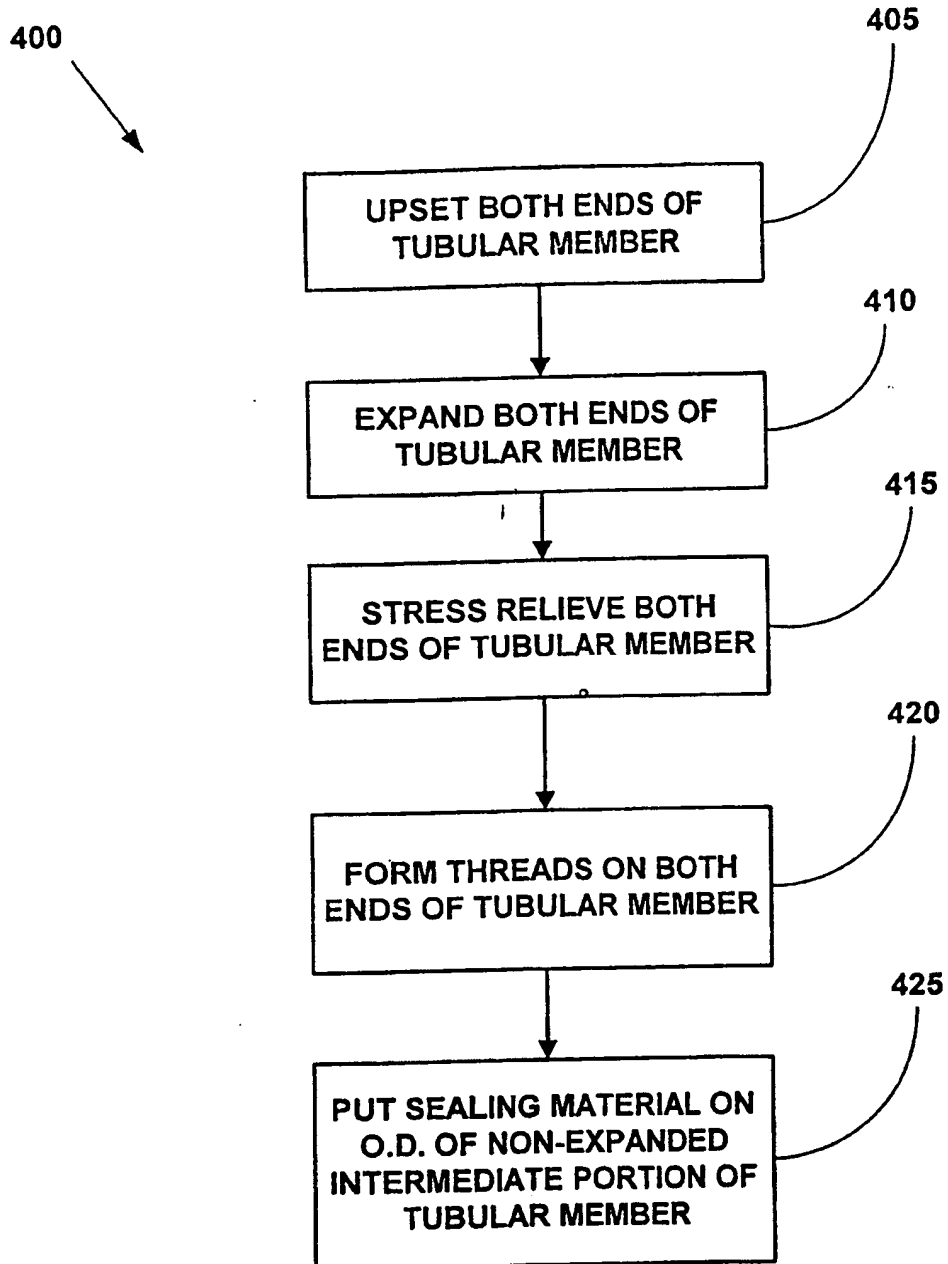 400
405
UPSET BOTH ENDS OF
TUBULAR MEMBER
410
EXPAND BOTH ENDS OF
TUBULAR MEMBER
415
STRESS RELIEVE BOTH
ENDS OF TUBULAR MEMBER
420
FORM THREADS ON BOTH
ENDS OF TUBULAR MEMBER
425
PUT SEALING MATERIAL ON
O.D. OF NON-EXPANDED
INTERMEDIATE PORTION OF
TUBULAR MEMBER